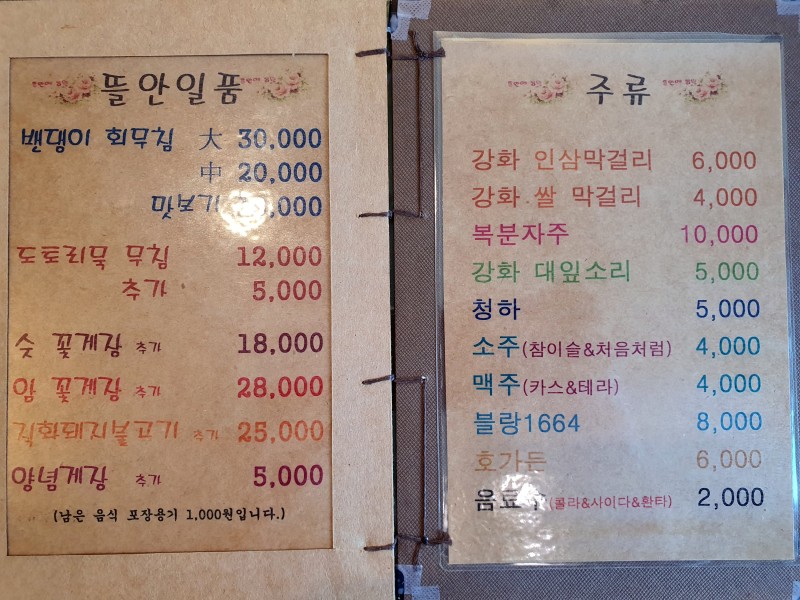 뜰안일품
밴댕이 회무침 大 30,000
中 20,000
맛보기 ,000
도토리묵 무침 12,000
추가 5,000
숫 꽃게장 추가 18,000
암 꽃게장 추가 28,000
직화돼지불고기 추가 25,000
양념게장 추가 5,000
(남은 음식 포장용기 1,000원입니다.)
주류
강화 인삼막걸리 6,000
강화 쌀 막걸리 4,000
복분자주 10,000
강화 대잎소리 5,000
청하 5,000
소주(참이슬&처음처럼) 4,000
맥주(카스&테라) 4,000
블랑1664 8,000
호가든 6,000
음료수(콜라&사이다&환타) 2,000